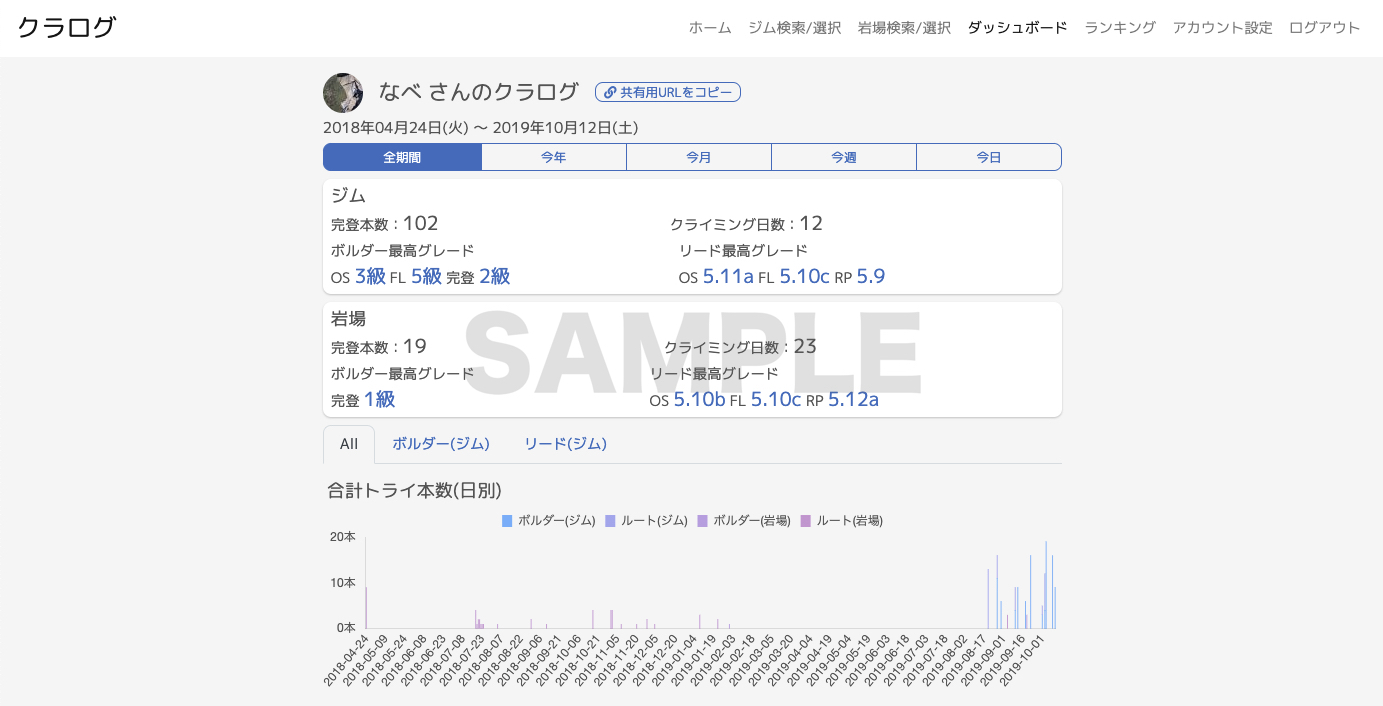 クラログ
ホーム ジム検索/選択 岩場検索/選択 ダッシュボード ランキング アカウント設定 ログアウト
なべ さんのクラログ 共有用URLをコピー
2018年04月24日(火) 〜 2019年10月12日(土)
全期間 今年 今月 今週 今日
ジム
完登本数：102 クライミング日数：12
ボルダー最高グレード リード最高グレード
OS 3級 FL 5級 完登 2級 OS 5.11a FL 5.10c RP 5.9
岩場
SAMPLE
完登本数：19 クライミング日数：23
ボルダー最高グレード リード最高グレード
完登 1級 OS 5.10b FL 5.10c RP 5.12a
All ボルダー(ジム) リード(ジム)
合計トライ本数(日別)
ボルダー(ジム) ルート(ジム) ボルダー(岩場) ルート(岩場)
20本
10本
0本
2018-04-24 2018-05-09 2018-05-24 2018-06-08 2018-06-23 2018-07-08 2018-07-23 2018-08-07 2018-08-22 2018-09-06 2018-09-21 2018-10-06 2018-10-21 2018-11-05 2018-11-20 2018-12-05 2018-12-20 2019-01-04 2019-01-19 2019-02-03 2019-02-18 2019-03-05 2019-03-20 2019-04-04 2019-04-19 2019-05-04 2019-05-19 2019-06-03 2019-06-18 2019-07-03 2019-07-18 2019-08-02 2019-08-17 2019-09-01 2019-09-16 2019-10-01